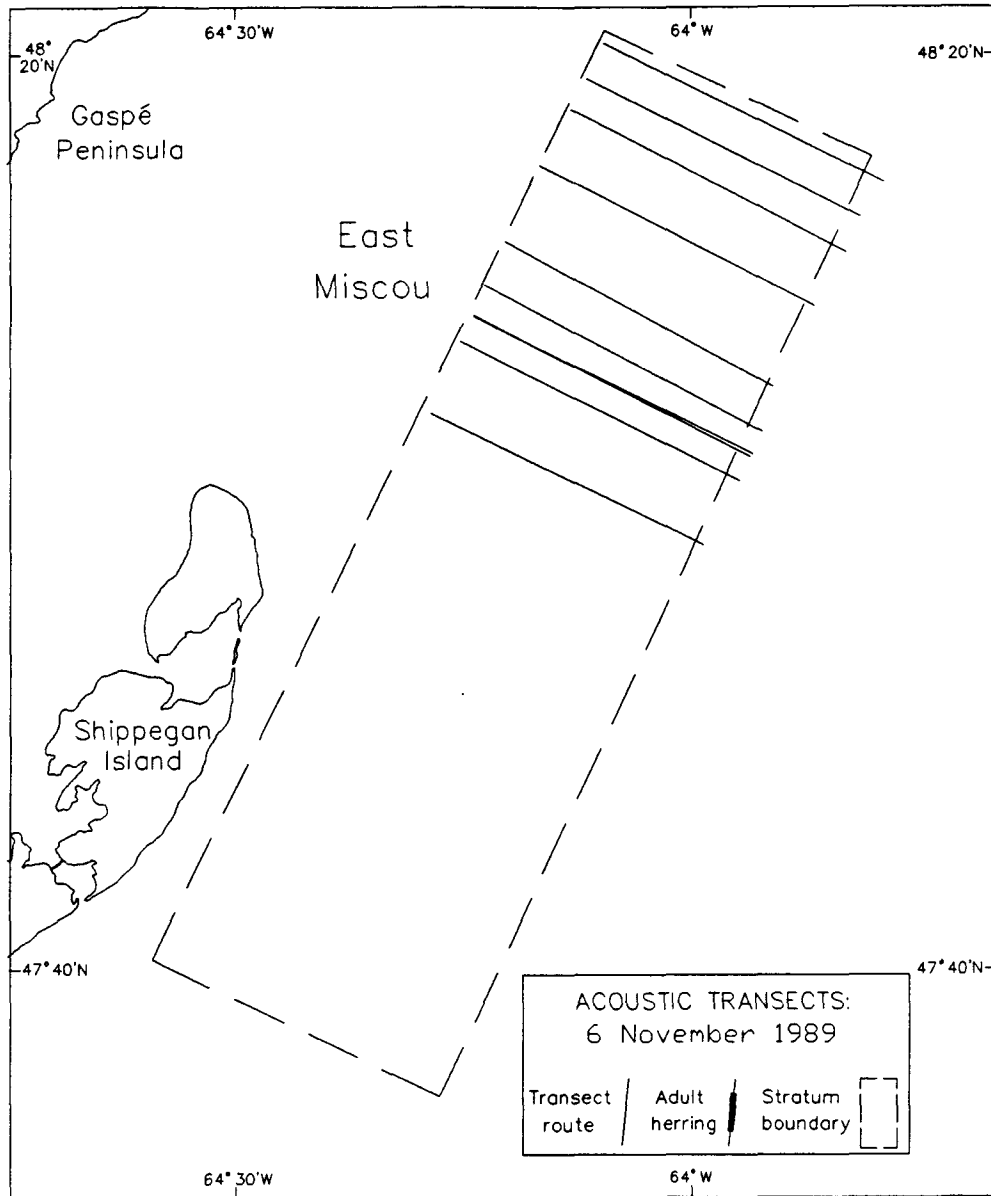 64° 30'W
64° W
48°
20'N
48° 20'N
Gaspé
Peninsula
East
Miscou
Shippegan
Island
47° 40'N
47° 40'N
ACOUSTIC TRANSECTS:
6 November 1989
Transect
route
Adult
herring
Stratum
boundary
64° 30'W
64° W